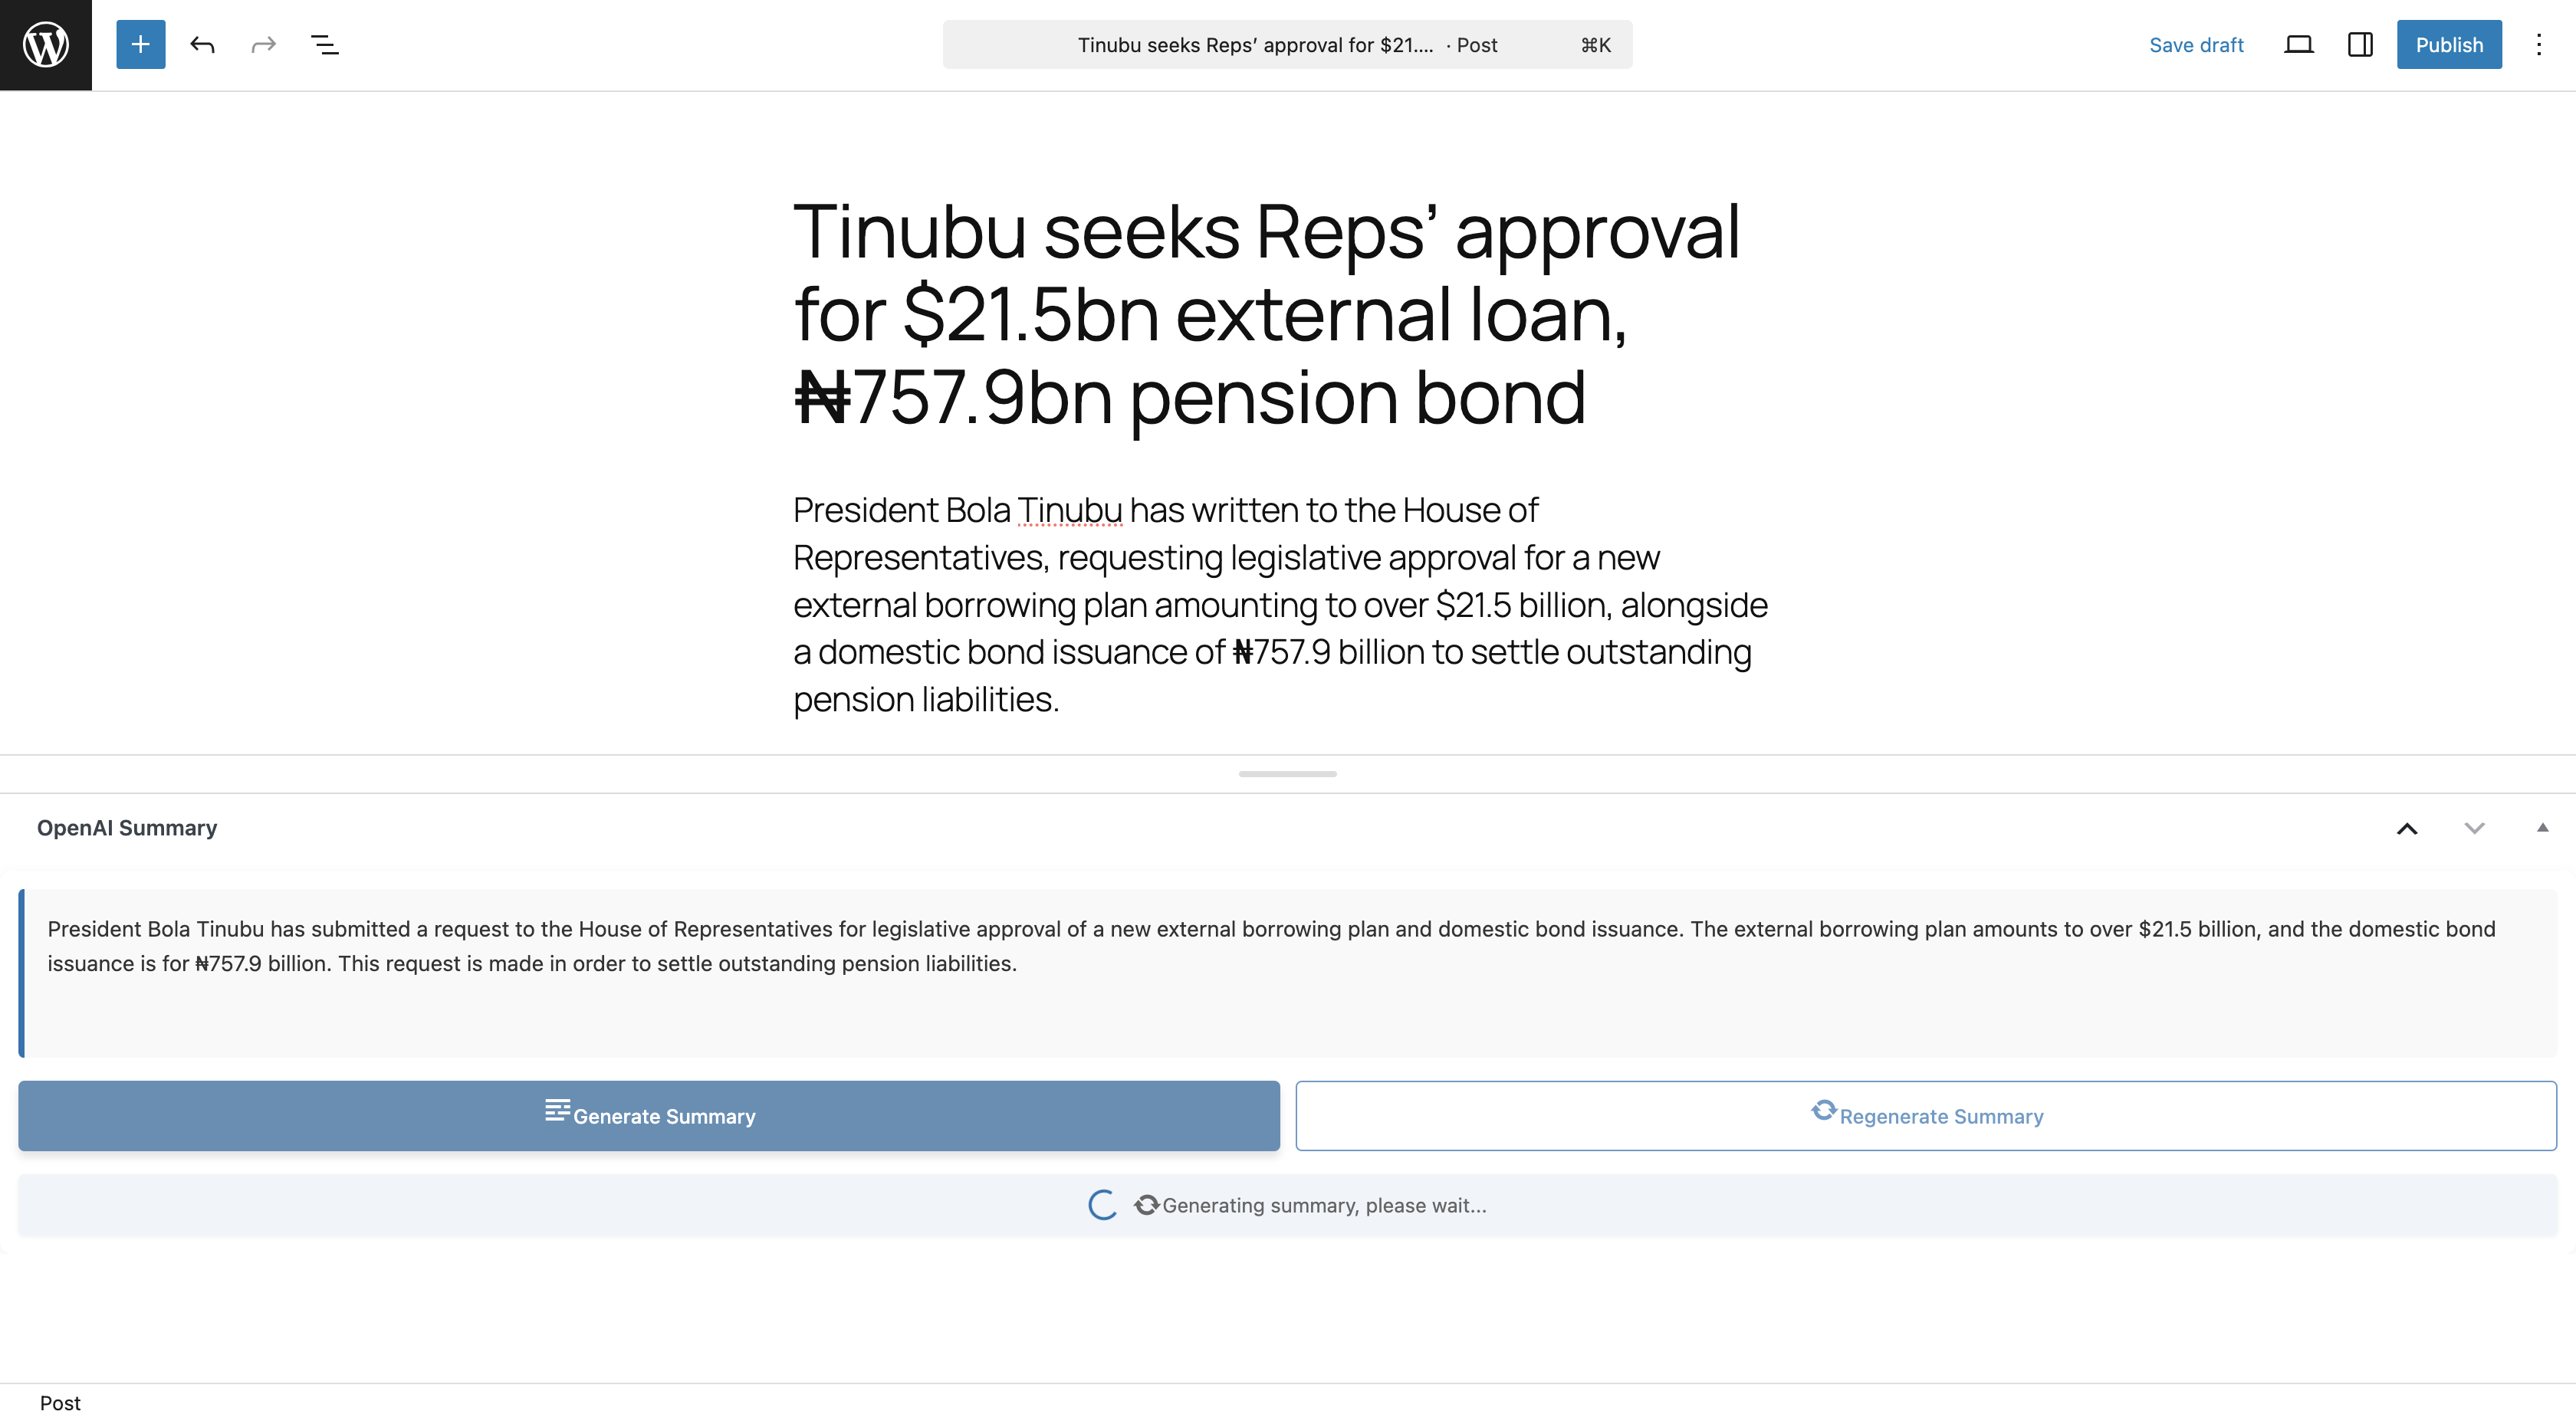 Tinubu seeks Reps’ approval for $21.... · Post ⌘K
Save draft
Publish
Tinubu seeks Reps’ approval
for $21.5bn external loan,
₦757.9bn pension bond
President Bola Tinubu has written to the House of
Representatives, requesting legislative approval for a new
external borrowing plan amounting to over $21.5 billion, alongside
a domestic bond issuance of ₦757.9 billion to settle outstanding
pension liabilities.
OpenAI Summary
President Bola Tinubu has submitted a request to the House of Representatives for legislative approval of a new external borrowing plan and domestic bond issuance. The external borrowing plan amounts to over $21.5 billion, and the domestic bond
issuance is for ₦757.9 billion. This request is made in order to settle outstanding pension liabilities.
Generate Summary
Regenerate Summary
Generating summary, please wait...
Post